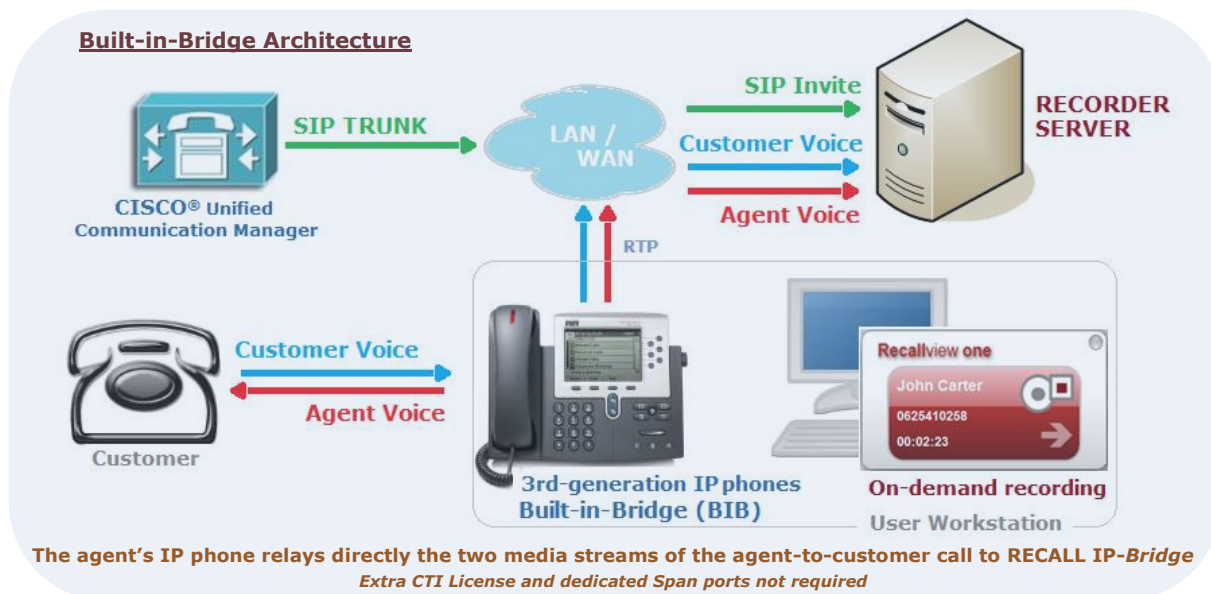 Built-in-Bridge Architecture
SIP TRUNK
CISCO® Unified
Communication Manager
LAN /
WAN
SIP Invite
Customer Voice
Agent Voice
RECORDER
SERVER
RTP
Customer Voice
Agent Voice
Customer
3rd-generation IP phones
Built-in-Bridge (BIB)
Recallview one
John Carter
0625410258
00:02:23
On-demand recording
User Workstation
The agent’s IP phone relays directly the two media streams of the agent-to-customer call to RECALL IP-Bridge
Extra CTI License and dedicated Span ports not required